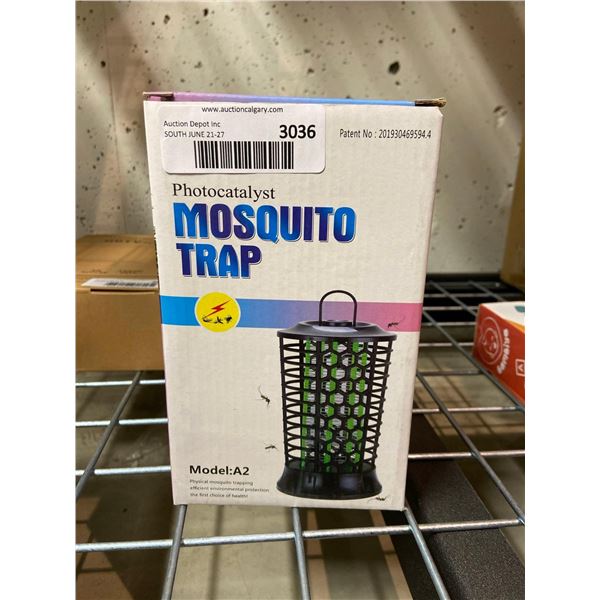 www.auctioncalgary.com
Auction Depot Inc
SOUTH JUNE 21-27
3036
Patent No : 201930469594.4
Photocatalyst
MOSQUITO
TRAP
Model:A2
Physical mosquito trapping
efficient environmental protection
the first choice of health!